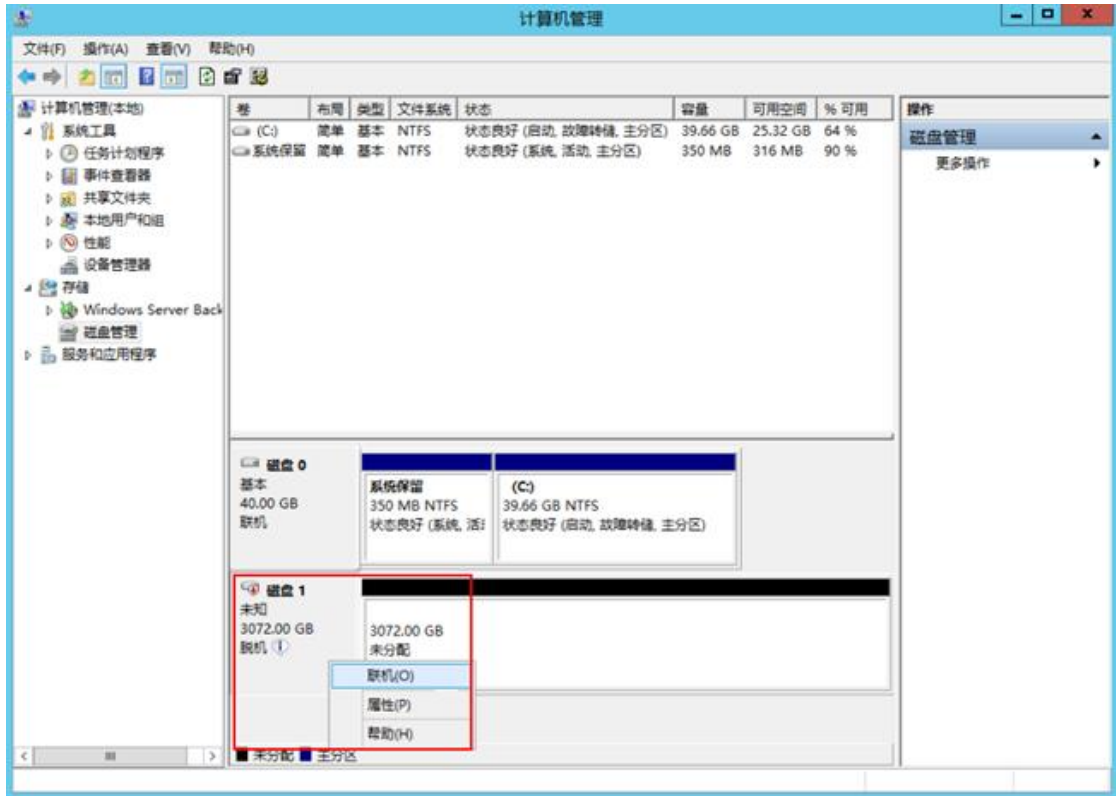 计算机管理
文件(F) 操作(A) 查看(V) 帮助(H)
计算机管理(本地)
系统工具
任务计划程序
事件查看器
共享文件夹
本地用户和组
性能
设备管理器
存储
Windows Server Back
磁盘管理
服务和应用程序
卷 布局 类型 文件系统 状态 容量 可用空间 % 可用
(C:) 简单 基本 NTFS 状态良好 (启动, 故障转储, 主分区) 39.66 GB 25.32 GB 64 %
系统保留 简单 基本 NTFS 状态良好 (系统, 活动, 主分区) 350 MB 316 MB 90 %
操作
磁盘管理
更多操作
磁盘 0
基本
40.00 GB
联机
系统保留
350 MB NTFS
状态良好 (系统, 活
(C:)
39.66 GB NTFS
状态良好 (启动, 故障转储, 主分区)
磁盘 1
未知
3072.00 GB
脱机
3072.00 GB
未分配
联机(O)
属性(P)
帮助(H)
未分配 主分区